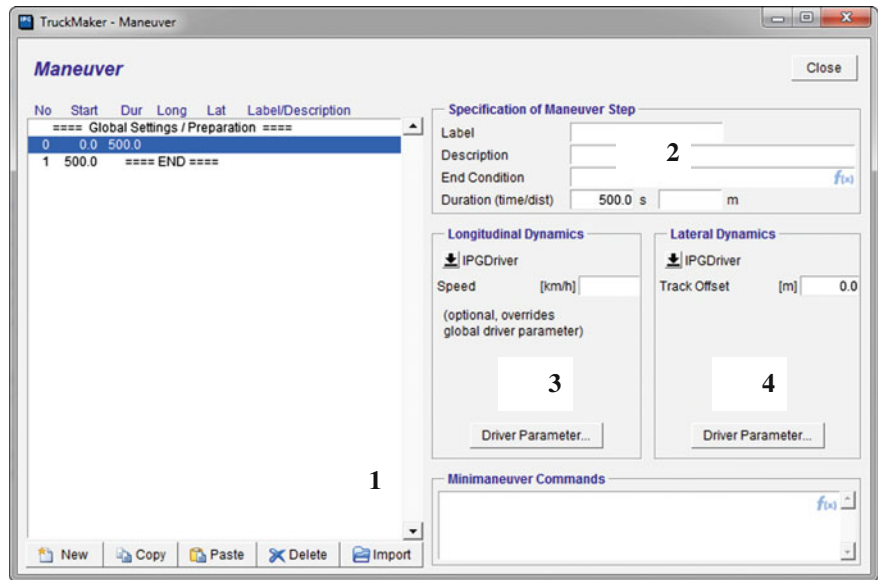 TruckMaker - Maneuver
Maneuver
Close
No Start Dur Long Lat Label/Description
==== Global Settings / Preparation ====
0 0.0 500.0
1 500.0 ==== END ====
1
New Copy Paste Delete Import
Specification of Maneuver Step
Label
Description
2
End Condition f(x)
Duration (time/dist) 500.0 s m
Longitudinal Dynamics
IPGDriver
Speed [km/h]
(optional, overrides
global driver parameter)
3
Driver Parameter...
Lateral Dynamics
IPGDriver
Track Offset [m] 0.0
4
Driver Parameter...
Minimaneuver Commands
f(x)